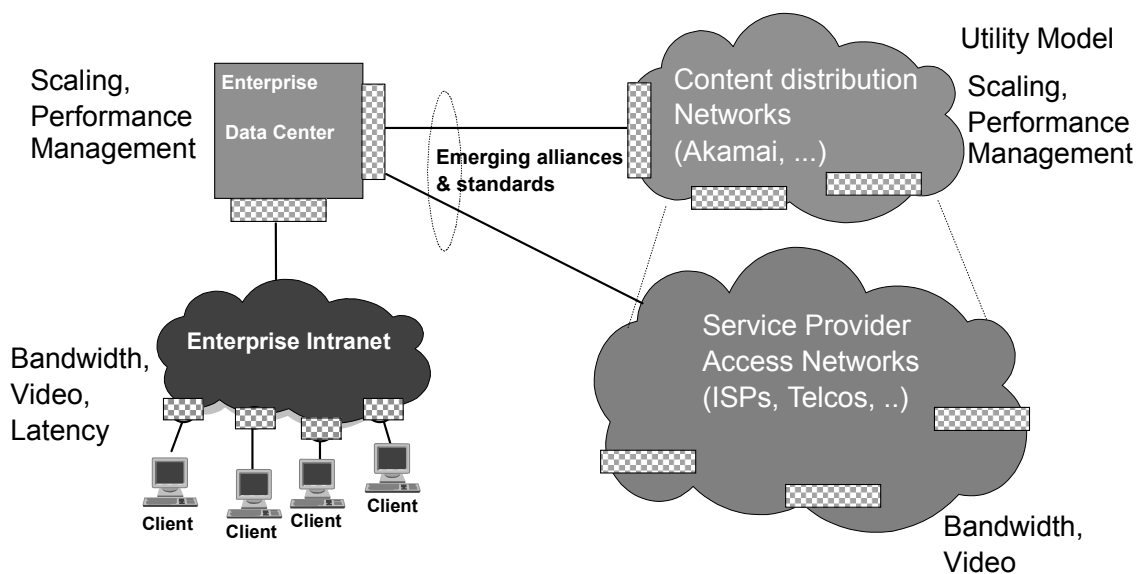 Utility Model
Scaling,
Performance
Management
Enterprise
Data Center
Content distribution
Networks
(Akamai, ...)
Scaling,
Performance
Management
Emerging alliances
& standards
Enterprise Intranet
Service Provider
Access Networks
(ISPs, Telcos, ..)
Bandwidth,
Video,
Latency
Client
Client
Client
Client
Bandwidth,
Video